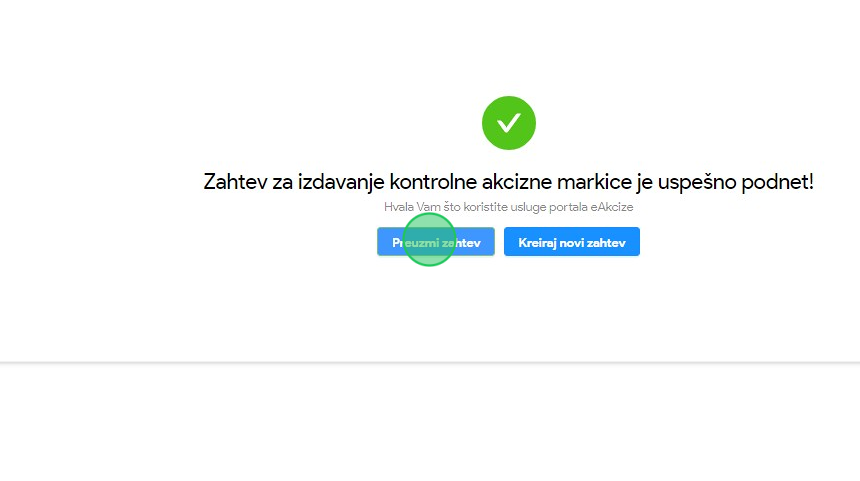 Zahtev za izdavanje kontrolne akcizne markice je uspešno podnet!
Hvala Vam što koristite usluge portala eAkcize
Preuzmi zahtev
Kreiraj novi zahtev